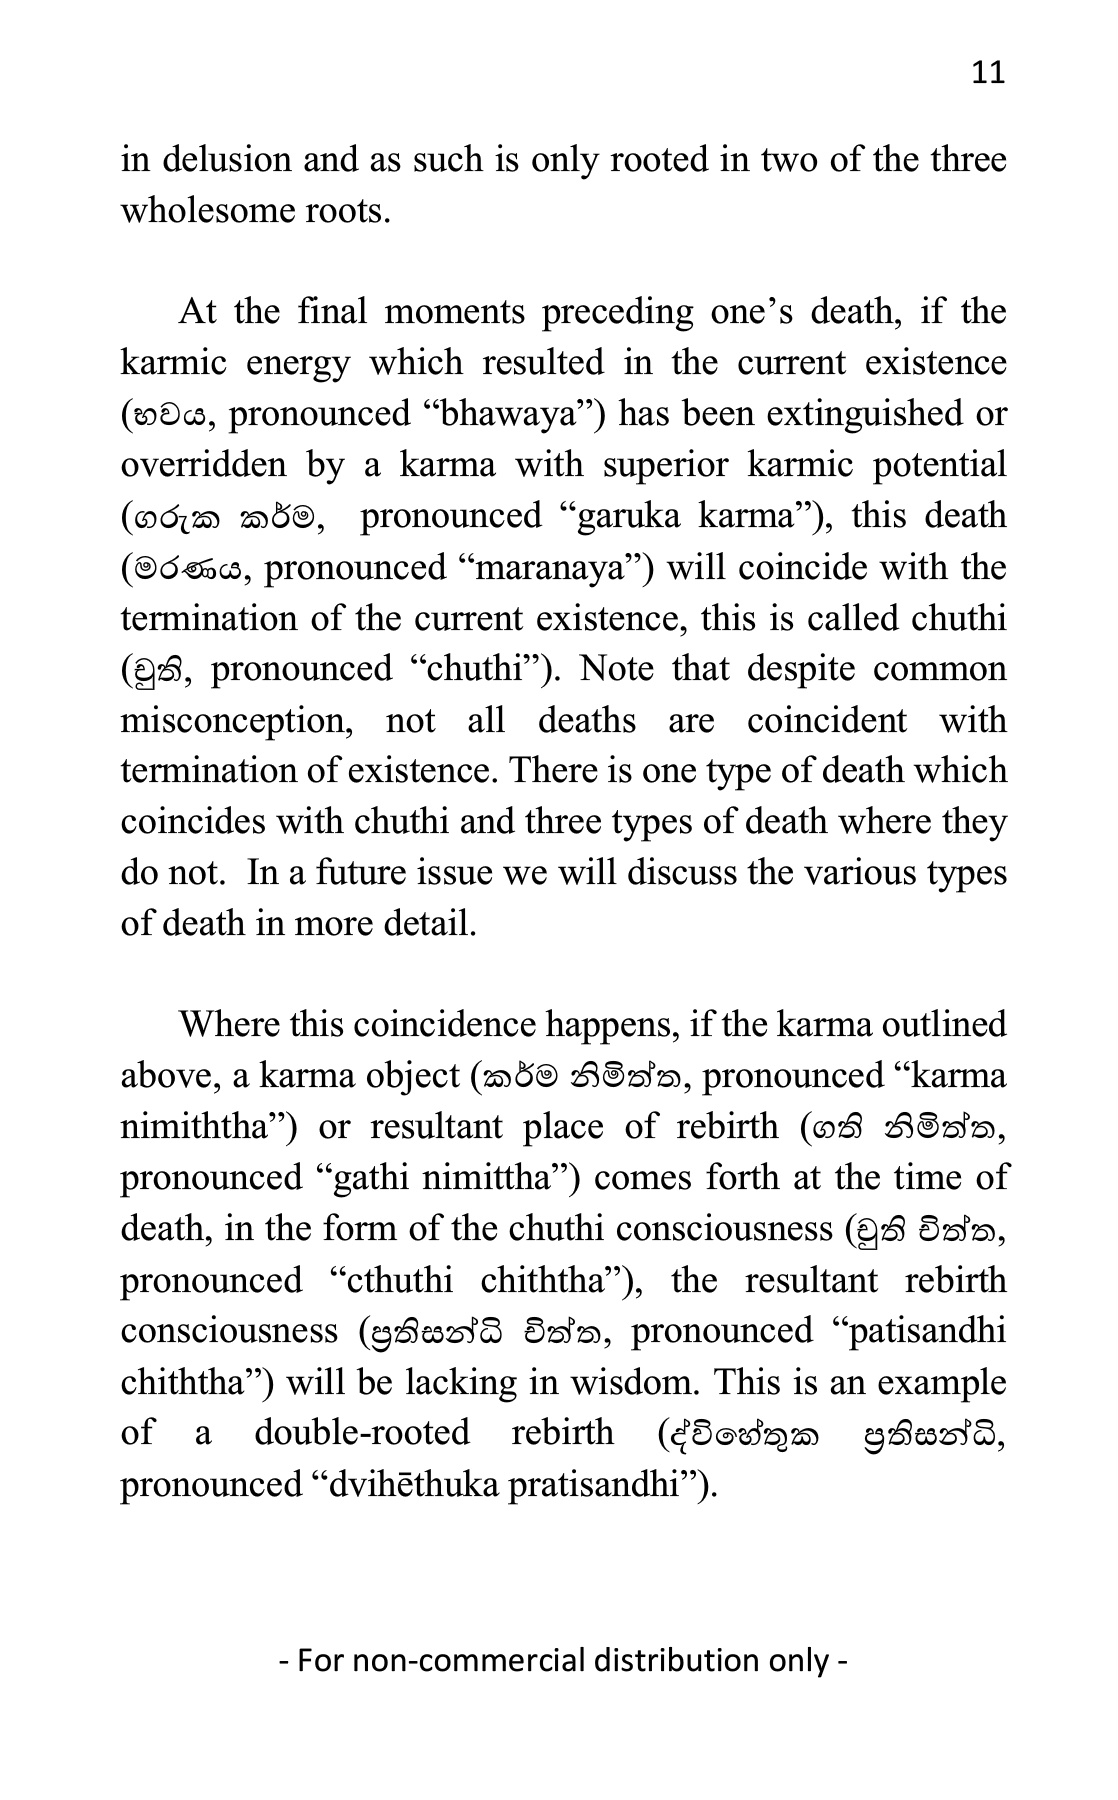 11
in delusion and as such is only rooted in two of the three
wholesome roots.
At the final moments preceding one’s death, if the
karmic energy which resulted in the current existence
(භවය, pronounced “bhawaya”) has been extinguished or
overridden by a karma with superior karmic potential
(ගරුක කර්ම, pronounced “garuka karma”), this death
(මරණය, pronounced “maranaya”) will coincide with the
termination of the current existence, this is called chuthi
(චුති, pronounced “chuthi”). Note that despite common
misconception, not all deaths are coincident with
termination of existence. There is one type of death which
coincides with chuthi and three types of death where they
do not. In a future issue we will discuss the various types
of death in more detail.
Where this coincidence happens, if the karma outlined
above, a karma object (කර්ම නිමිත්ත, pronounced “karma
nimiththa”) or resultant place of rebirth (ගති නිමිත්ත,
pronounced “gathi nimittha”) comes forth at the time of
death, in the form of the chuthi consciousness (චුති චිත්ත,
pronounced “cthuthi chiththa”), the resultant rebirth
consciousness (ප්‍රතිසන්ධි චිත්ත, pronounced “patisandhi
chiththa”) will be lacking in wisdom. This is an example
of a double-rooted rebirth (ද්විහේතුක ප්‍රතිසන්ධි,
pronounced “dvihēthuka pratisandhi”).
- For non-commercial distribution only -